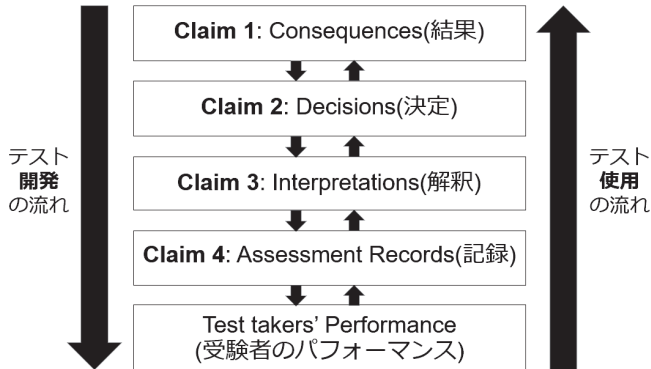 Claim 1: Consequences(結果)
Claim 2: Decisions(決定)
テスト
開発
の流れ
Claim 3: Interpretations(解釈)
テスト
使用
の流れ
Claim 4: Assessment Records(記録)
Test takers' Performance
(受験者のパフォーマンス)